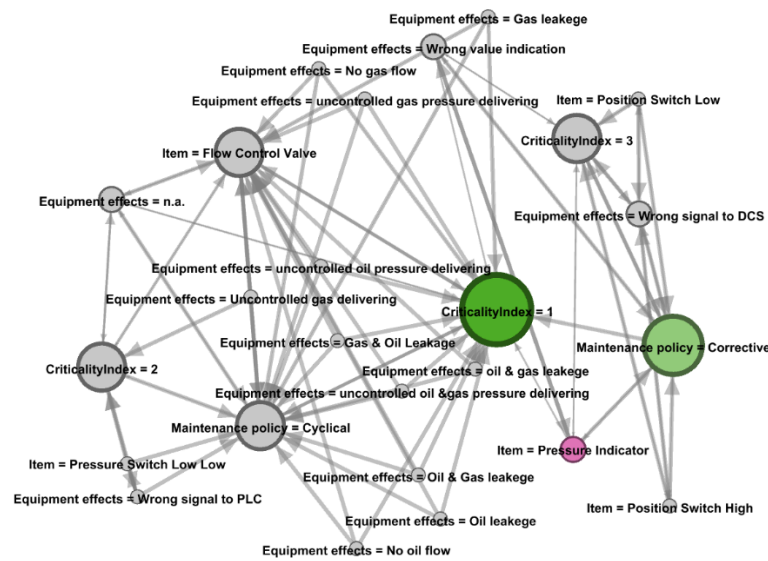 Equipment effects = Gas leakege
Equipment effects = Wrong value indication
Equipment effects = No gas flow
Equipment effects = uncontrolled gas pressure delivering
Item = Position Switch Low
CriticalityIndex = 3
Item = Flow Control Valve
Equipment effects = n.a.
Equipment effects = Wrong signal to DCS
Equipment effects = uncontrolled oil pressure delivering
Equipment effects = Uncontrolled gas delivering
CriticalityIndex = 1
Equipment effects = Gas & Oil Leakage
Maintenance policy = Corrective
CriticalityIndex = 2
Equipment effects = oil & gas leakege
Equipment effects = uncontrolled oil &gas pressure delivering
Maintenance policy = Cyclical
Item = Pressure Indicator
Item = Pressure Switch Low Low
Equipment effects = Oil & Gas leakege
Equipment effects = Wrong signal to PLC
Item = Position Switch High
Equipment effects = Oil leakege
Equipment effects = No oil flow